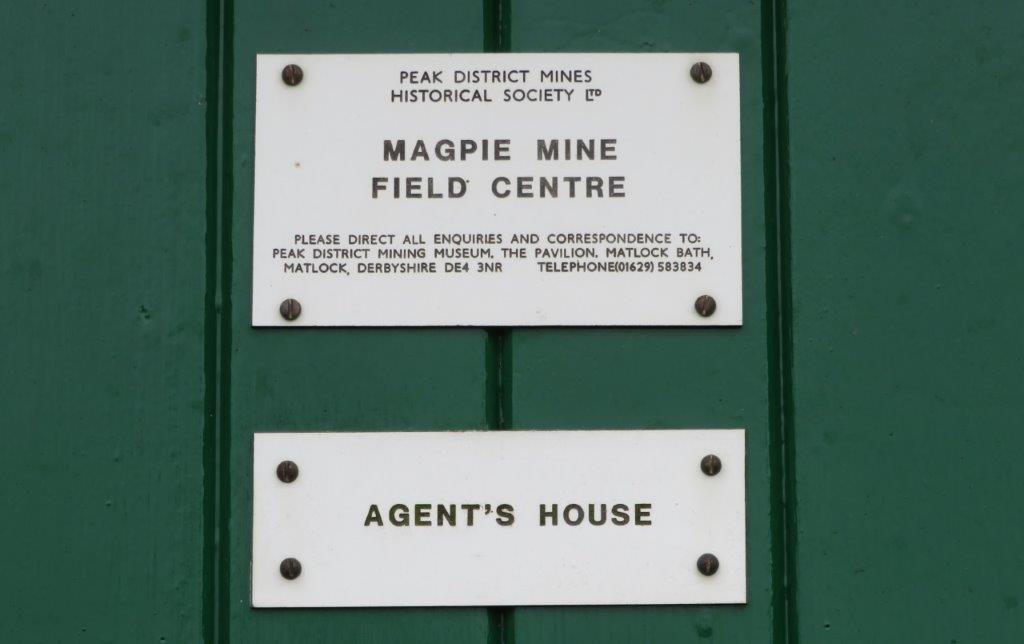 PEAK DISTRICT MINES
HISTORICAL SOCIETY LTD
MAGPIE MINE
FIELD CENTRE
PLEASE DIRECT ALL ENQUIRIES AND CORRESPONDENCE TO:
PEAK DISTRICT MINING MUSEUM. THE PAVILION. MATLOCK BATH,
MATLOCK, DERBYSHIRE DE4 3NR TELEPHONE(01629) 583834
AGENT'S HOUSE